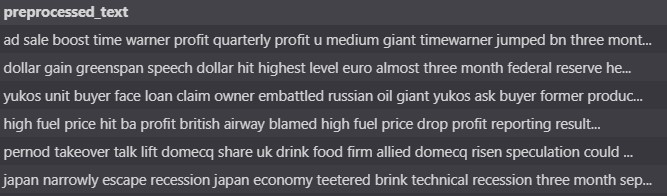 preprocessed_text
ad sale boost time warner profit quarterly profit u medium giant timewarner jumped bn three mont...
dollar gain greenspan speech dollar hit highest level euro almost three month federal reserve he...
yukos unit buyer face loan claim owner embattled russian oil giant yukos ask buyer former produc...
high fuel price hit ba profit british airway blamed high fuel price drop profit reporting result...
pernod takeover talk lift domecq share uk drink food firm allied domecq risen speculation could ...
japan narrowly escape recession japan economy teetered brink technical recession three month sep...